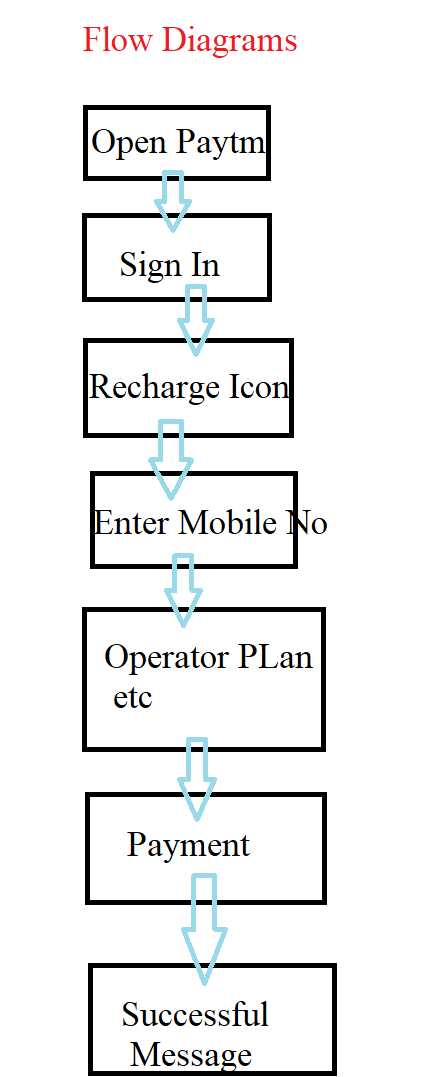 Flow Diagrams
Open Paytm
Sign In
Recharge Icon
Enter Mobile No
Operator PLan
etc
Payment
Successful
Message